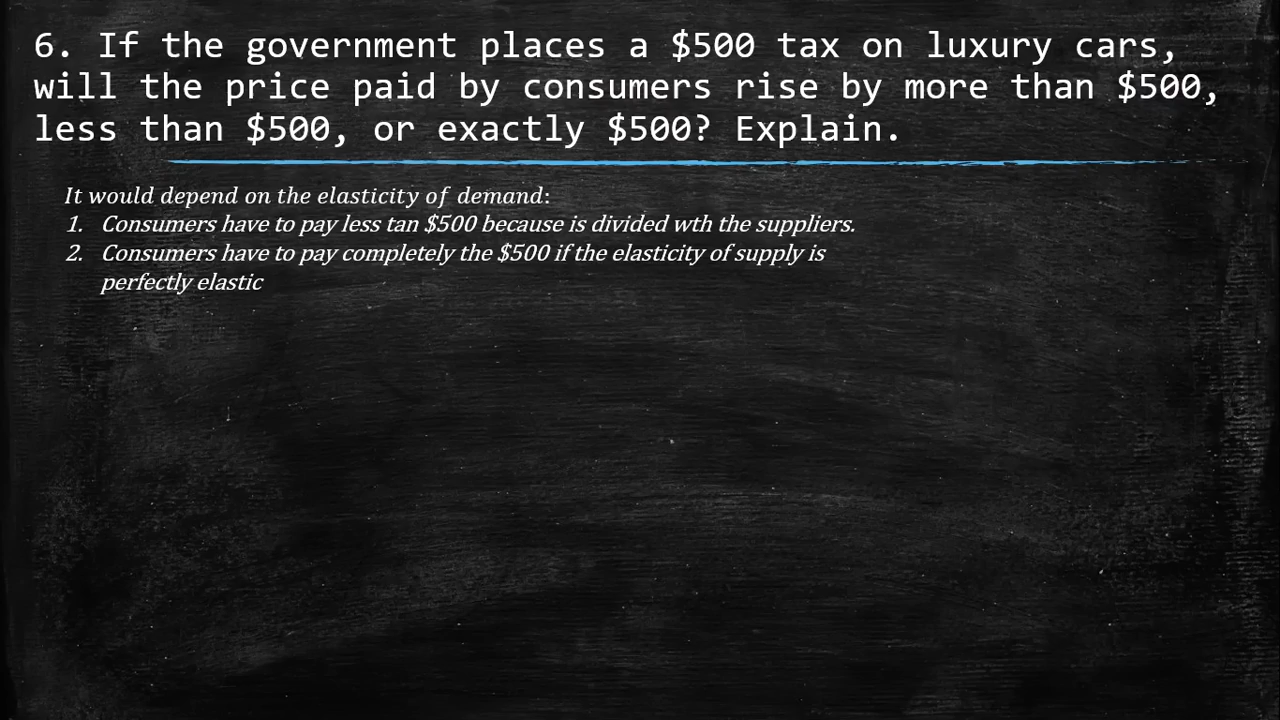 6. If the government places a $500 tax on luxury cars,
will the price paid by consumers rise by more than $500,
less than $500, or exactly $500? Explain.
It would depend on the elasticity of demand:
1. Consumers have to pay less tan $500 because is divided wth the suppliers.
2. Consumers have to pay completely the $500 if the elasticity of supply is
perfectly elastic